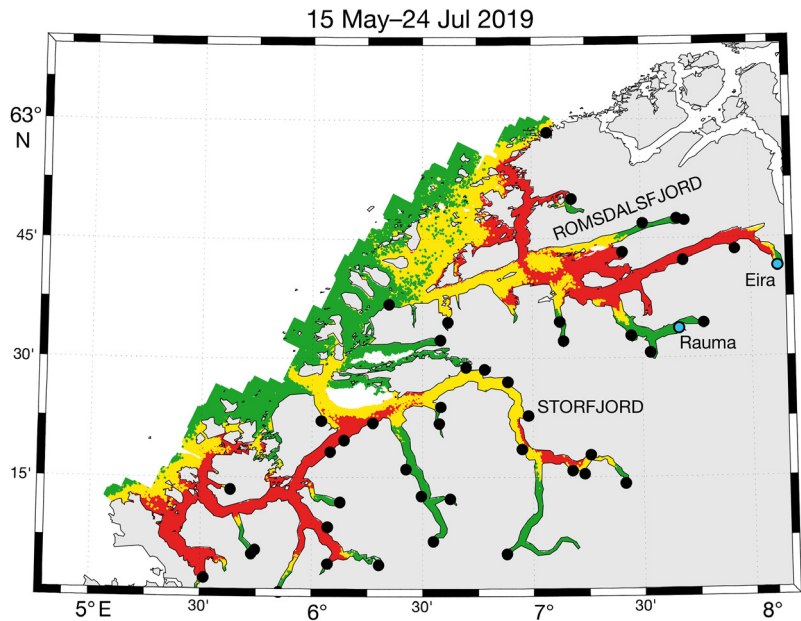 15 May–24 Jul 2019
63°
N
ROMSDALSFJORD
45'
Eira
Rauma
30'
STORFJORD
15'
5° E
30'
6°
30'
7°
30'
8°